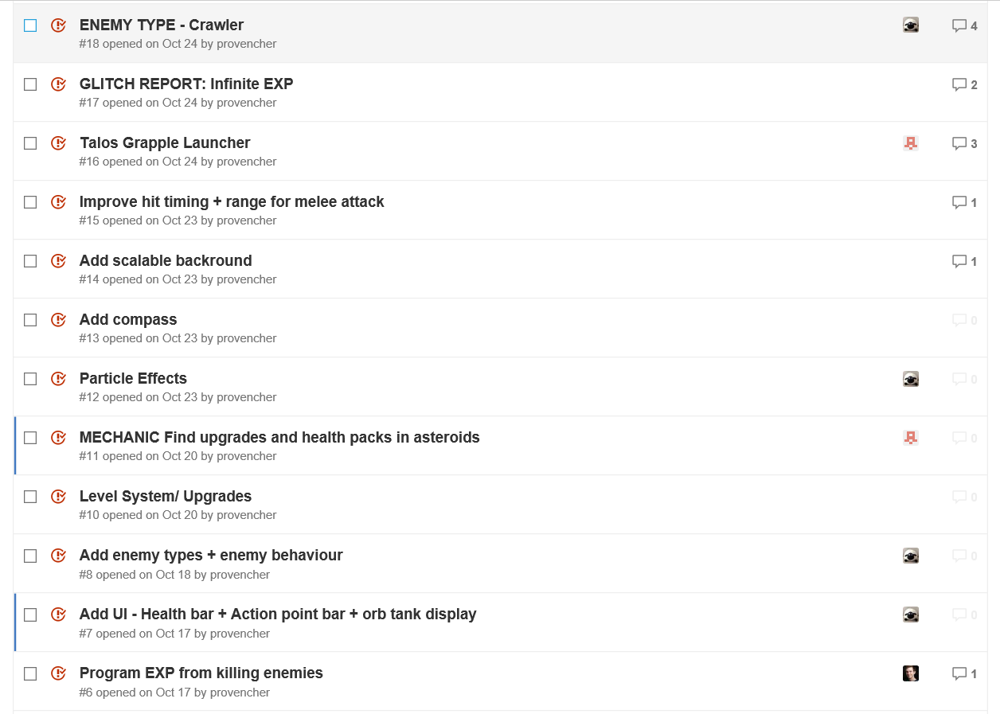 ENEMY TYPE - Crawler
4
#18 opened on Oct 24 by provencher
GLITCH REPORT: Infinite EXP
2
#17 opened on Oct 24 by provencher
Talos Grapple Launcher
3
#16 opened on Oct 24 by provencher
Improve hit timing + range for melee attack
1
#15 opened on Oct 23 by provencher
Add scalable backround
1
#14 opened on Oct 23 by provencher
Add compass
0
#13 opened on Oct 23 by provencher
Particle Effects
0
#12 opened on Oct 23 by provencher
MECHANIC Find upgrades and health packs in asteroids
0
#11 opened on Oct 20 by provencher
Level System/ Upgrades
0
#10 opened on Oct 20 by provencher
Add enemy types + enemy behaviour
0
#8 opened on Oct 18 by provencher
Add UI - Health bar + Action point bar + orb tank display
0
#7 opened on Oct 17 by provencher
Program EXP from killing enemies
1
#6 opened on Oct 17 by provencher